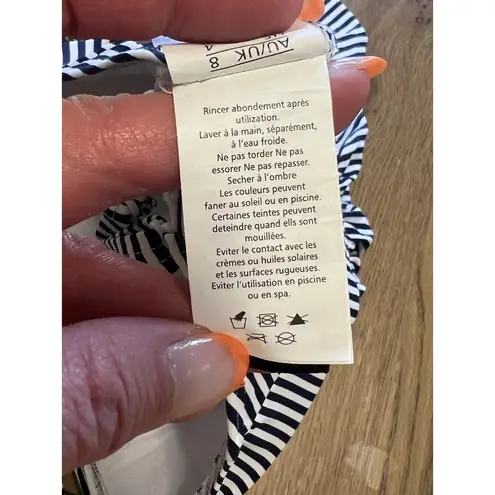 AU/UK 8
Rincer abondement après
utilization.
Laver à la main, séparément,
à l'eau froide.
Ne pas torder Ne pas
essorer Ne pas repasser.
Secher à l'ombre
Les couleurs peuvent
faner au soleil ou en piscine.
Certaines teintes peuvent
deteindre quand ells sont
mouillées.
Eviter le contact avec les
crèmes ou huiles solaires
et les surfaces rugueuses.
Eviter l'utilisation en piscine
ou en spa.